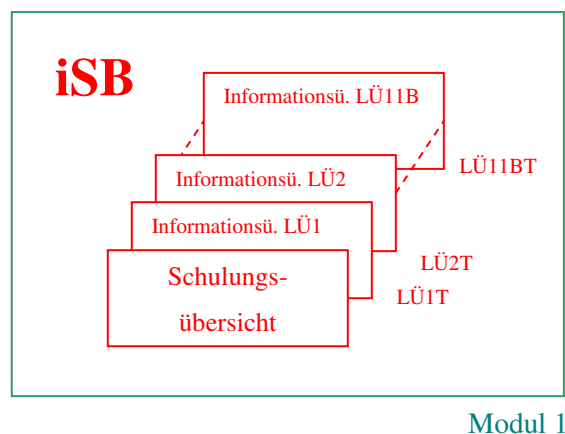 iSB
Informationsü. LÜ11B
LÜ11BT
Informationsü. LÜ2
LÜ2T
Informationsü. LÜ1
LÜ1T
Schulungs-
übersicht
Modul 1